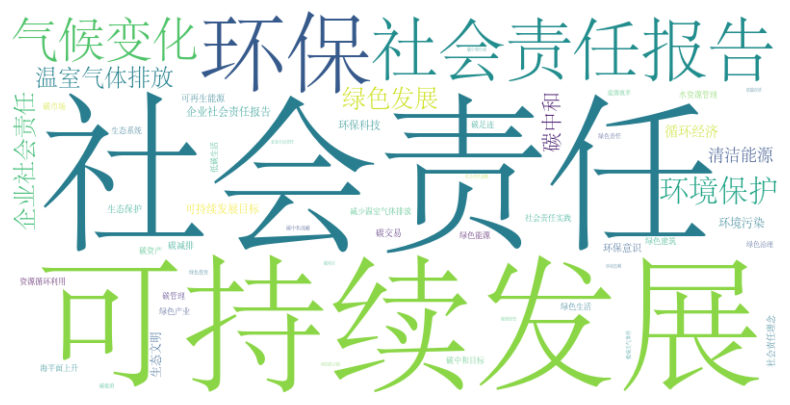 气候变化
环保
社会责任报告
温室气体排放
可再生能源
绿色发展
水资源管理
企业社会责任
企业社会责任报告
碳中和
环保科技
碳足迹
循环经济
生态系统
低碳生活
清洁能源
社会责任
环境保护
生态保护
可持续发展目标
减少温室气体排放
社会责任实践
环境污染
碳交易
绿色能源
绿色建筑
碳减排
碳资产
环保意识
绿色治理
可持续发展
资源循环利用
碳管理
绿色产业
绿色生活
生态文明
社会责任理念
海平面上升
碳中和目标